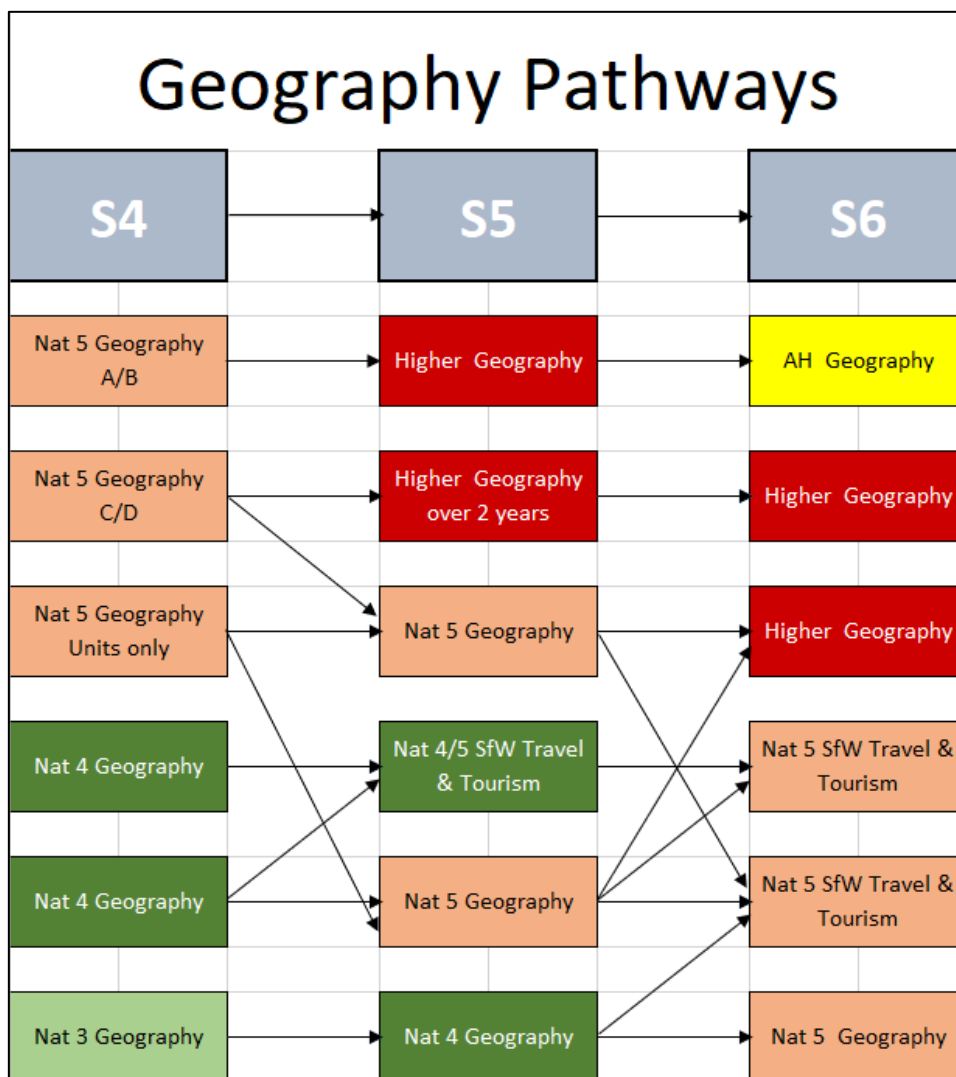 Geography Pathways
S4
S5
S6
Nat 5 Geography
A/B
Higher Geography
AH Geography
Nat 5 Geography
C/D
Higher Geography
over 2 years
Higher Geography
Nat 5 Geography
Units only
Nat 5 Geography
Higher Geography
Nat 4 Geography
Nat 4/5 SfW Travel
& Tourism
Nat 5 SfW Travel &
Tourism
Nat 4 Geography
Nat 5 Geography
Nat 5 SfW Travel &
Tourism
Nat 3 Geography
Nat 4 Geography
Nat 5 Geography